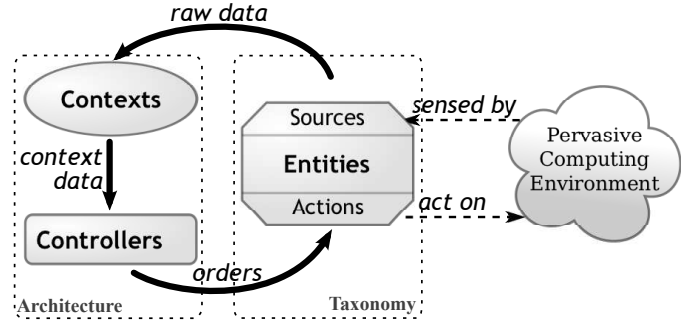 raw data
Contexts
context
data
Controllers
orders
Architecture
Sources
Entities
Actions
Taxonomy
sensed by
act on
Pervasive
Computing
Environment